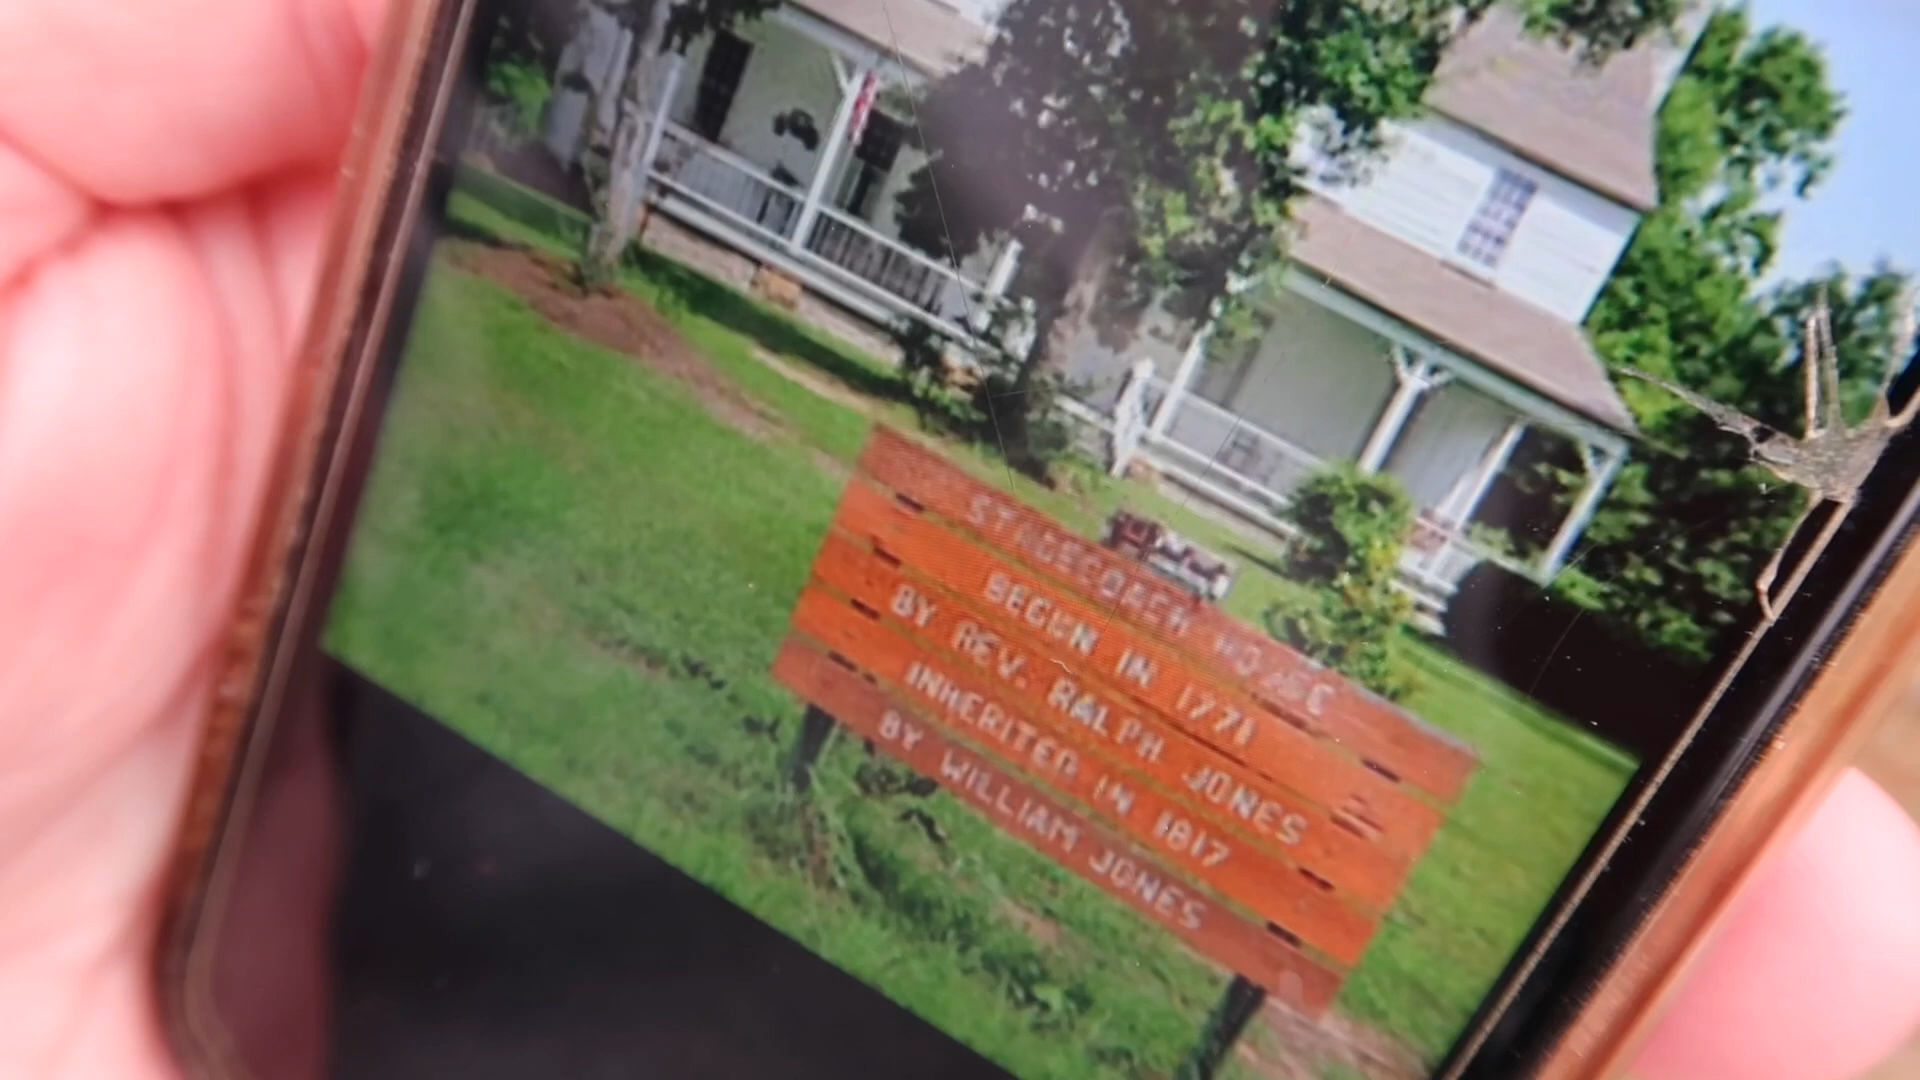 STAGECOACH HOUSE
BEGUN IN 1771
BY REV. RALPH JONES
INHERITED IN 1817
BY WILLIAM JONES